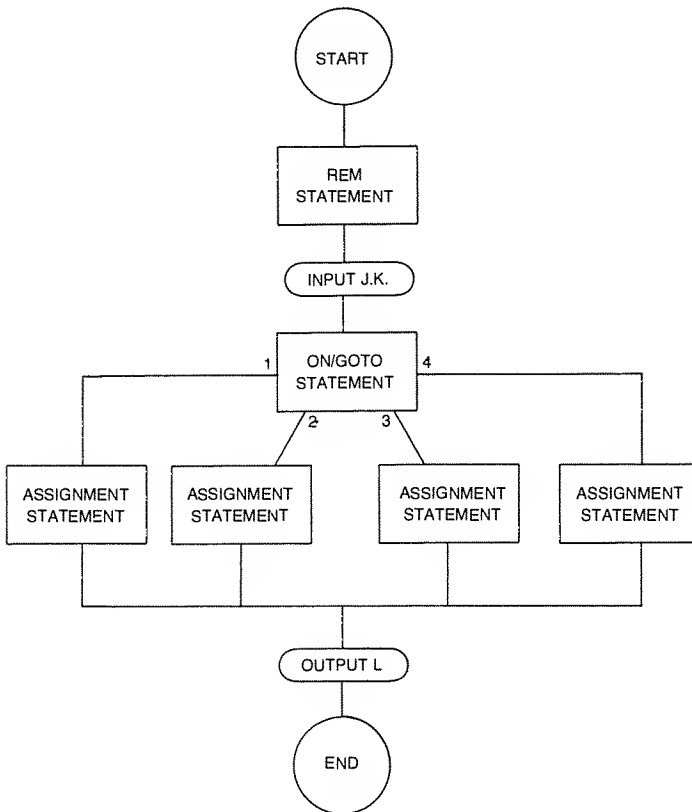 START
REM
STATEMENT
INPUT J.K.
1
ON/GOTO
STATEMENT
4
2
3
ASSIGNMENT
STATEMENT
ASSIGNMENT
STATEMENT
ASSIGNMENT
STATEMENT
ASSIGNMENT
STATEMENT
OUTPUT L
END